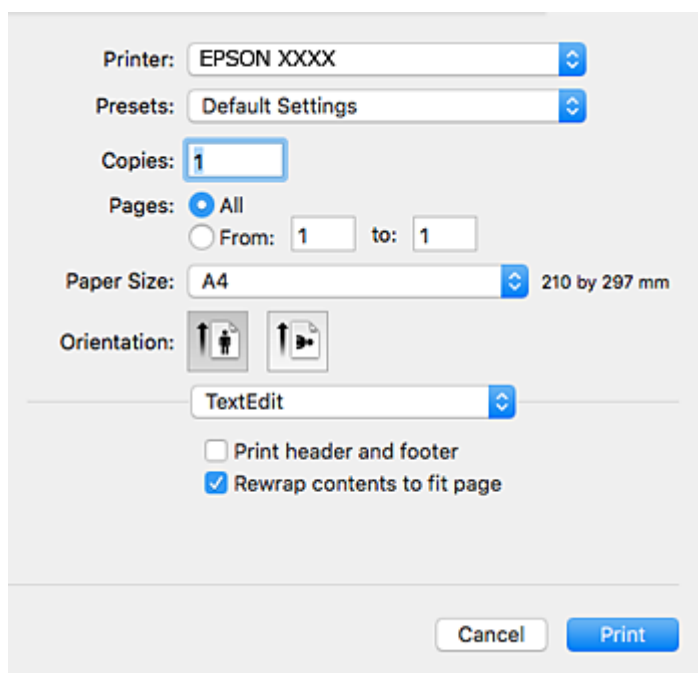 Printer: EPSON XXXX
Presets: Default Settings
Copies: 1
Pages: All
From: 1 to: 1
Paper Size: A4 210 by 297 mm
Orientation:
TextEdit
Print header and footer
Rewrap contents to fit page
Cancel Print